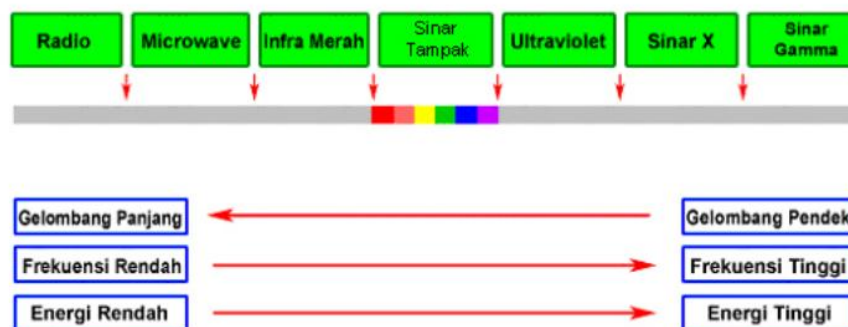 Radio
Microwave
Infra Merah
Sinar
Tampak
Ultraviolet
Sinar X
Sinar
Gamma
Gelombang Panjang
Gelombang Pendek
Frekuensi Rendah
Frekuensi Tinggi
Energi Rendah
Energi Tinggi